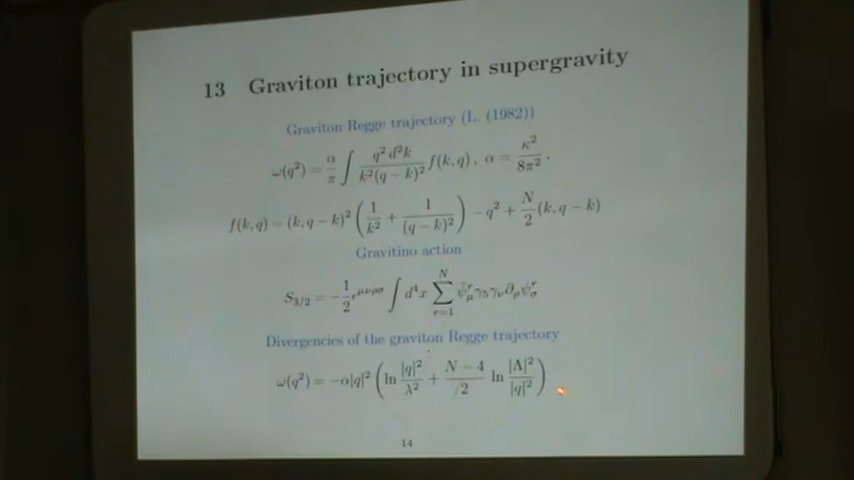 13 Graviton trajectory in supergravity
Graviton Regge trajectory (L. (1982))
ω(q²) = α/π ∫ q² d²k / k²(q − k)² f(k, q) , α = κ²/8π² .
f(k, q) = (k, q − k)² (1/k² + 1/(q − k)²) − q² + N/2 (k, q − k)
Gravitino action
S₃/₂ = −1/2 ϵ^μνρσ ∫ d⁴x ∑_{r=1}^{N} ψ̄^r_μ γ₅ γ_ν ∂_ρ ψ^r_σ
Divergencies of the graviton Regge trajectory
ω(q²) = −α|q|² (ln |q|²/λ² + N − 4/2 ln |Λ|²/|q|²)
14